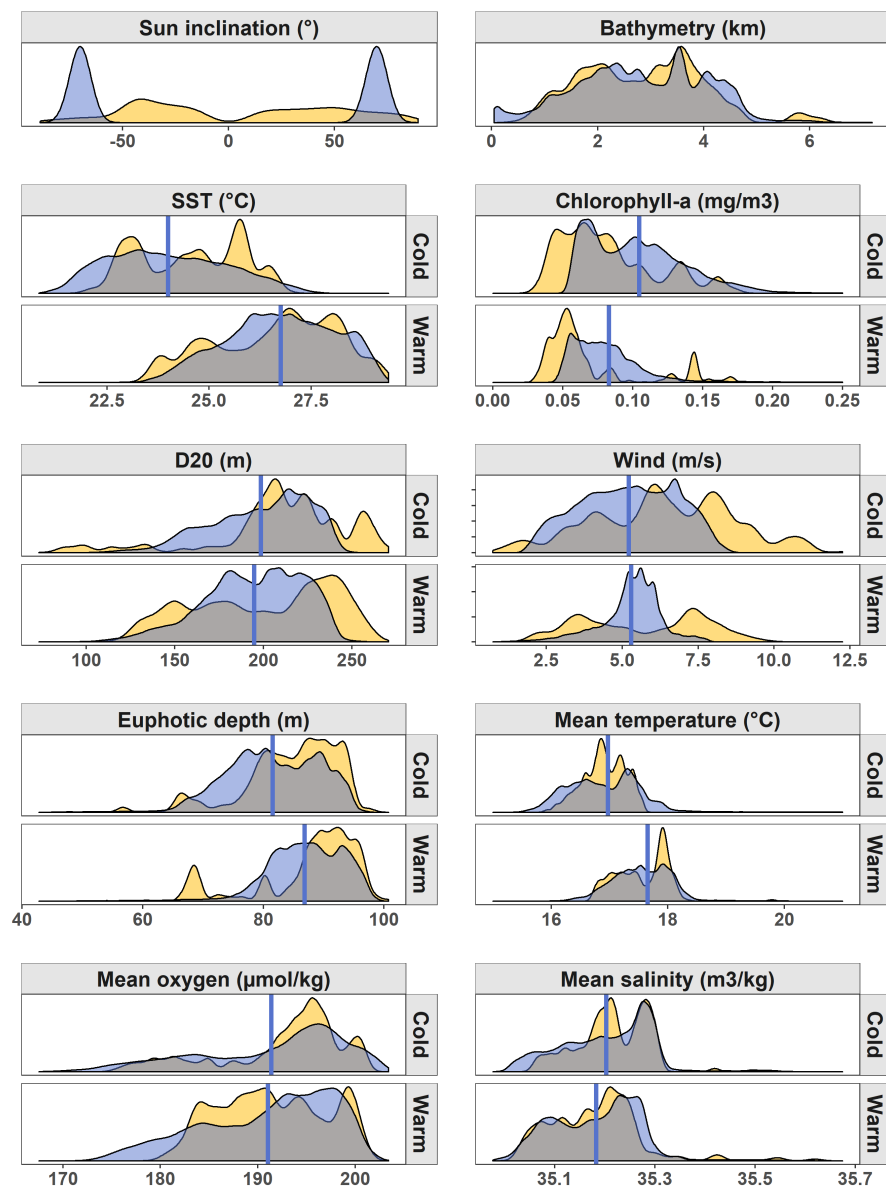 Sun inclination (°)
Bathymetry (km)
-50 0 50
0 2 4 6
SST (°C)
Chlorophyll-a (mg/m3)
Cold
Cold
Warm
Warm
22.5 25.0 27.5
0.00 0.05 0.10 0.15 0.20 0.25
D20 (m)
Wind (m/s)
Cold
Cold
Warm
Warm
100 150 200 250
2.5 5.0 7.5 10.0 12.5
Euphotic depth (m)
Mean temperature (°C)
Cold
Cold
Warm
Warm
40 60 80 100
16 18 20
Mean oxygen (µmol/kg)
Mean salinity (m3/kg)
Cold
Cold
Warm
Warm
170 180 190 200
35.1 35.3 35.5 35.7